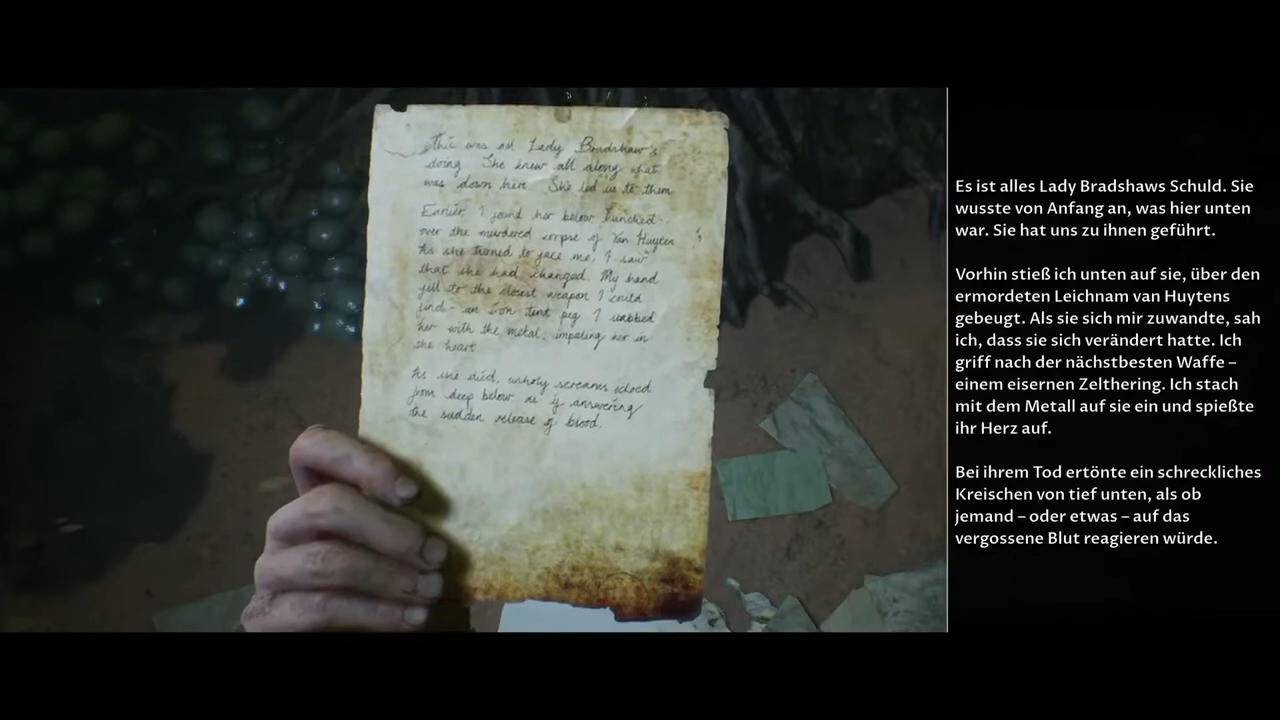 This was all Lady Bradshaw's
doing She knew all along what
was down here She led us to them
Earlier, I found her below hunched
over the murdered corpse of Van Huyten
As she turned to face me, I saw
that she had changed. My hand
fell to the closest weapon I could
find - an iron tent peg I stabbed
her with the metal, impaling her in
the heart
As she died, unholy screams echoed
from deep below as if answering
the sudden release of blood.
Es ist alles Lady Bradshaws Schuld. Sie
wusste von Anfang an, was hier unten
war. Sie hat uns zu ihnen geführt.
Vorhin stieß ich unten auf sie, über den
ermordeten Leichnam van Huytens
gebeugt. Als sie sich mir zuwandte, sah
ich, dass sie sich verändert hatte. Ich
griff nach der nächstbesten Waffe –
einem eisernen Zelthering. Ich stach
mit dem Metall auf sie ein und spießte
ihr Herz auf.
Bei ihrem Tod ertönte ein schreckliches
Kreischen von tief unten, als ob
jemand – oder etwas – auf das
vergossene Blut reagieren würde.